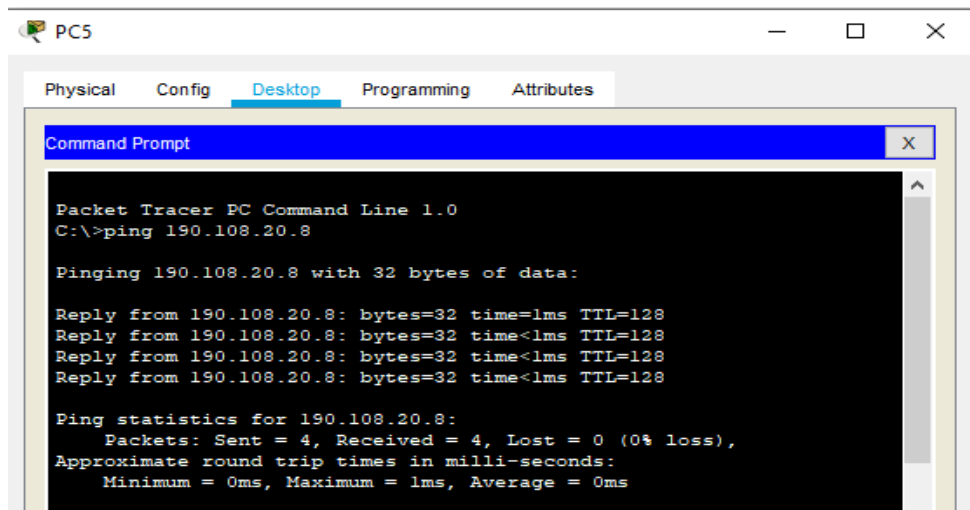 PC5
Physical Config Desktop Programming Attributes
Command Prompt X
Packet Tracer PC Command Line 1.0
C:\>ping 190.108.20.8
Pinging 190.108.20.8 with 32 bytes of data:
Reply from 190.108.20.8: bytes=32 time=1ms TTL=128
Reply from 190.108.20.8: bytes=32 time<1ms TTL=128
Reply from 190.108.20.8: bytes=32 time<1ms TTL=128
Reply from 190.108.20.8: bytes=32 time<1ms TTL=128
Ping statistics for 190.108.20.8:
Packets: Sent = 4, Received = 4, Lost = 0 (0% loss),
Approximate round trip times in milli-seconds:
Minimum = 0ms, Maximum = 1ms, Average = 0ms